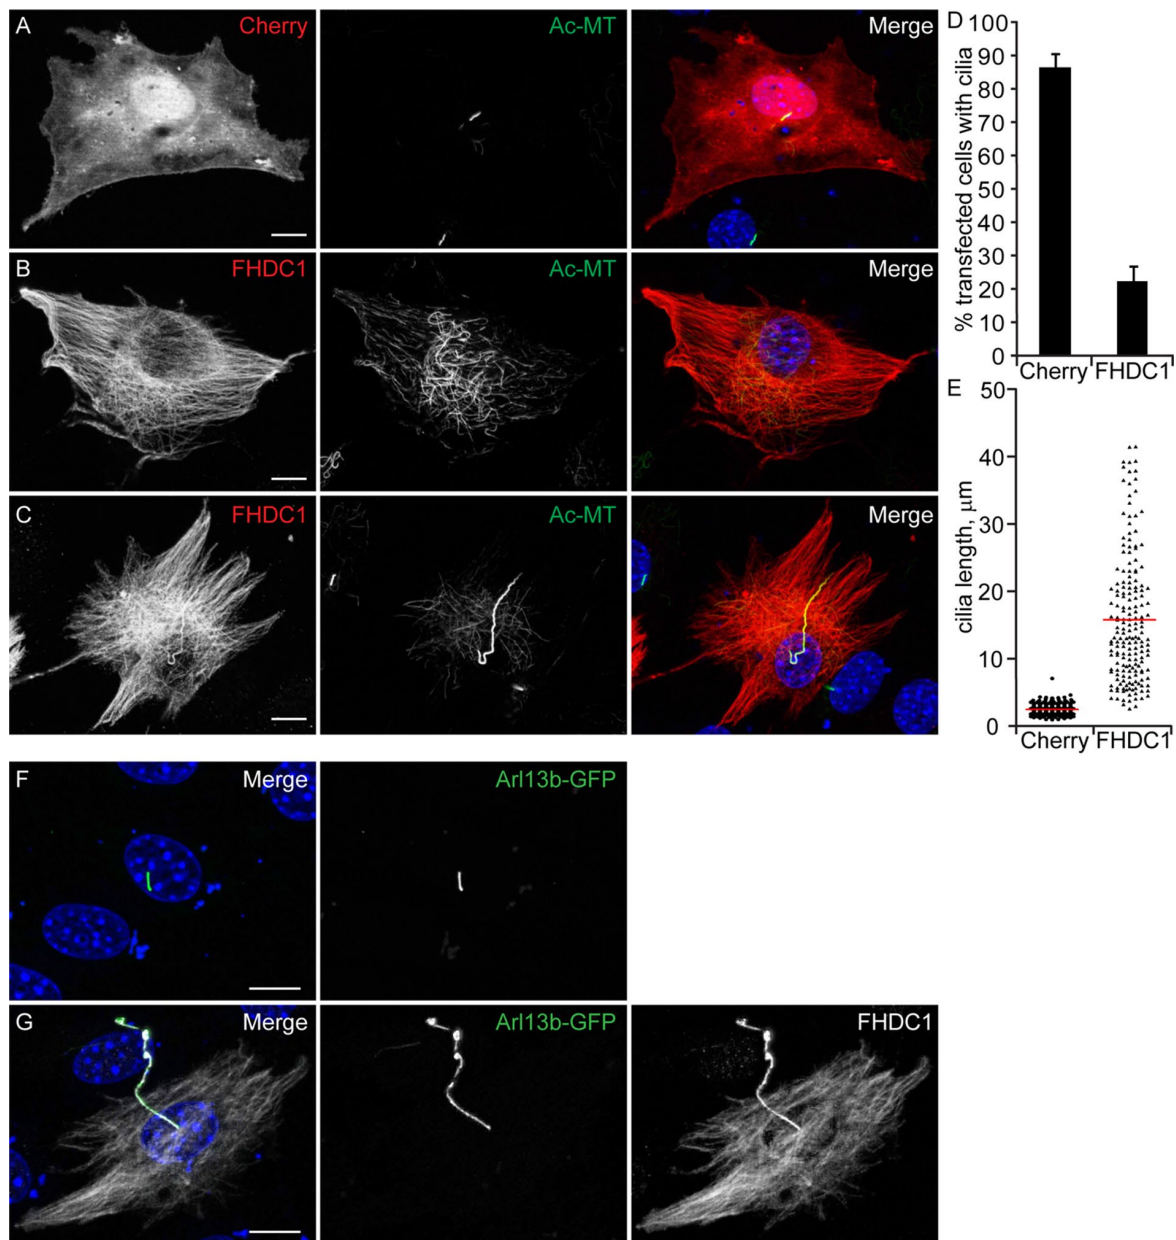 A Cherry Ac-MT Merge
B FHDC1 Ac-MT Merge
C FHDC1 Ac-MT Merge
D
% transfected cells with cilia
100
90
80
70
60
50
40
30
20
10
0
Cherry FHDC1
E
cilia length, µm
50
40
30
20
10
0
Cherry FHDC1
F Merge Arl13b-GFP
G Merge Arl13b-GFP FHDC1